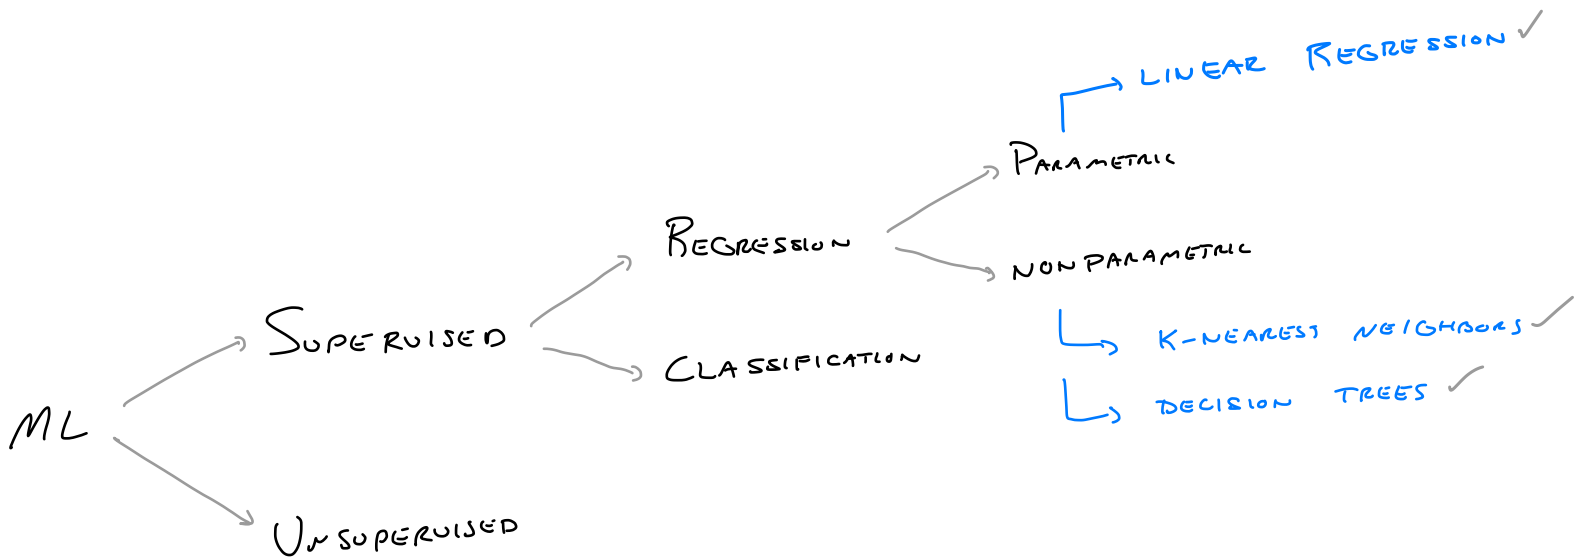 LINEAR REGRESSION
PARAMETRIC
REGRESSION
NONPARAMETRIC
SUPERVISED
K-NEAREST NEIGHBORS
CLASSIFICATION
DECISION TREES
ML
UNSUPERVISED